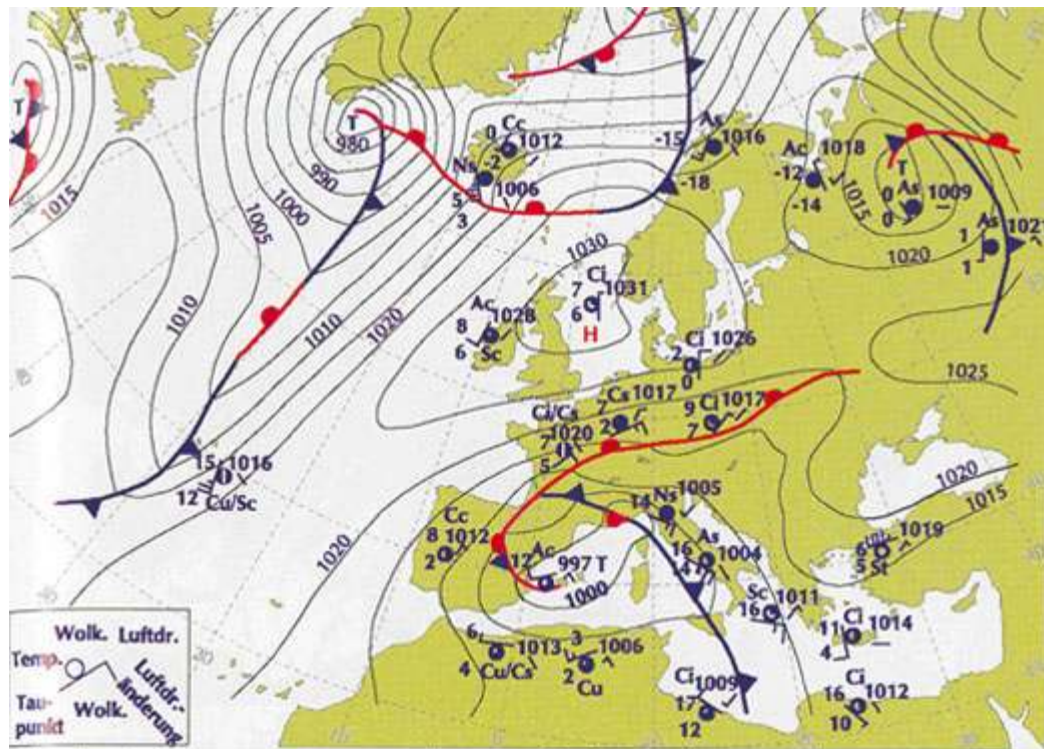 T
1015
T
980
990
1000
1005
1010
1010
1020
0 Cc 1012
-2
Ns
5 1006
3
-15
As 1016
-18
Ac 1018
-12
-14
1015
T
0 As 1009
0
1020
As 1021
1
1
1030
Ci
7 1031
6
H
Ac
8 1028
6 Sc
Ci 1026
2
0
1025
Cs 1017
7
2
Ci 1017
9
7
Ci/Cs
7 1020
5
15 1016
12
Cu/Sc
1020
Cc
8 1012
2
Ac
12 997 T
1000
Ns 1005
14
As
16 1004
4
Sc 1011
16
1020
1015
6 1019
5 St
Ci
11 1014
4
6 1013
4 Cu/Cs
3
1006
2
Cu
Ci
17 1009
12
Ci
16 1012
10
Wolk. Luftdr.
Temp.
Luftdr.-
änderung
Tau-
punkt
Wolk.
20
0